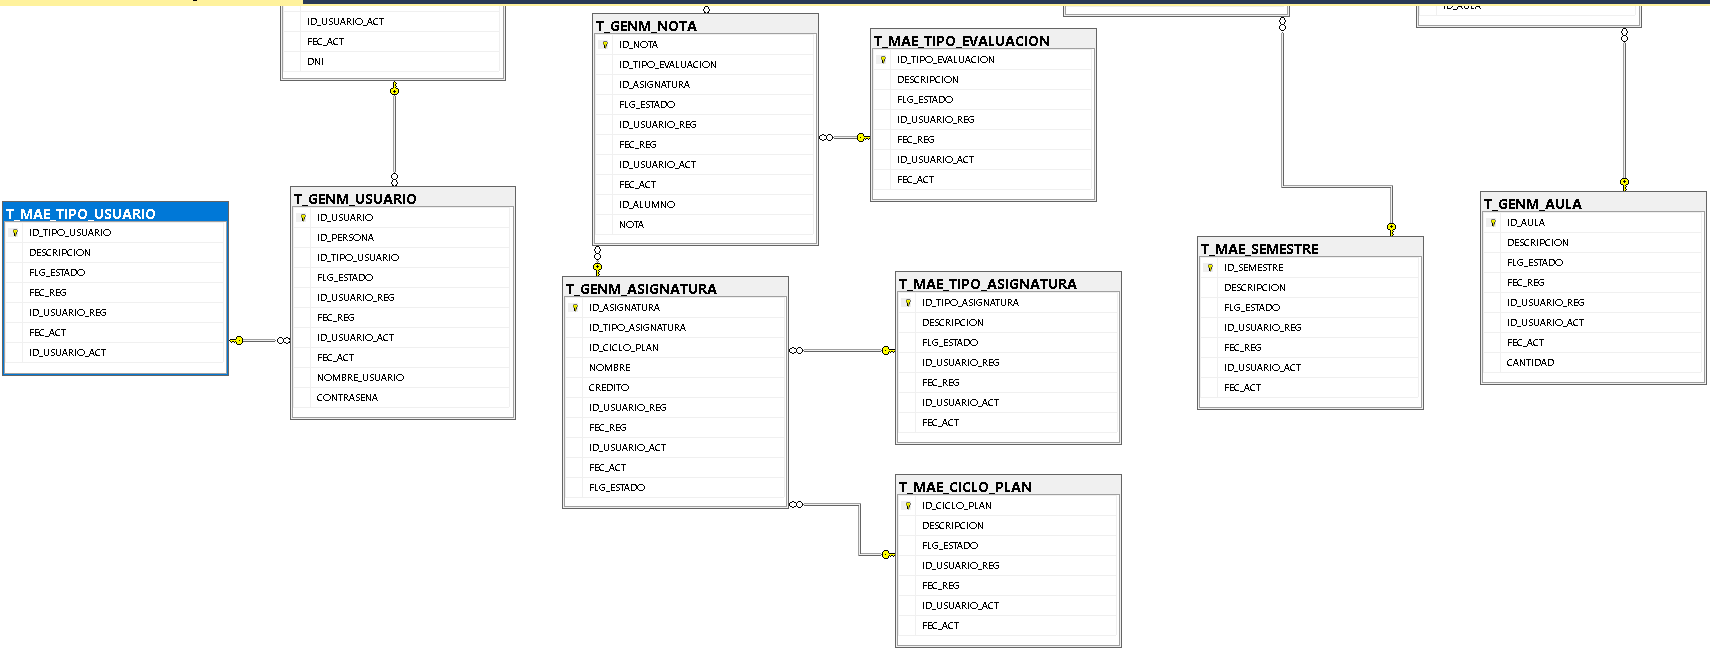 ID_USUARIO_ACT
FEC_ACT
DNI
T_GENM_NOTA
ID_NOTA
ID_TIPO_EVALUACION
ID_ASIGNATURA
FLG_ESTADO
ID_USUARIO_REG
FEC_REG
ID_USUARIO_ACT
FEC_ACT
ID_ALUMNO
NOTA
T_MAE_TIPO_EVALUACION
ID_TIPO_EVALUACION
DESCRIPCION
FLG_ESTADO
ID_USUARIO_REG
FEC_REG
ID_USUARIO_ACT
FEC_ACT
ID_AULA
T_MAE_TIPO_USUARIO
ID_TIPO_USUARIO
DESCRIPCION
FLG_ESTADO
FEC_REG
ID_USUARIO_REG
FEC_ACT
ID_USUARIO_ACT
T_GENM_USUARIO
ID_USUARIO
ID_PERSONA
ID_TIPO_USUARIO
FLG_ESTADO
ID_USUARIO_REG
FEC_REG
ID_USUARIO_ACT
FEC_ACT
NOMBRE_USUARIO
CONTRASENA
T_GENM_ASIGNATURA
ID_ASIGNATURA
ID_TIPO_ASIGNATURA
ID_CICLO_PLAN
NOMBRE
CREDITO
ID_USUARIO_REG
FEC_REG
ID_USUARIO_ACT
FEC_ACT
FLG_ESTADO
T_MAE_TIPO_ASIGNATURA
ID_TIPO_ASIGNATURA
DESCRIPCION
FLG_ESTADO
ID_USUARIO_REG
FEC_REG
ID_USUARIO_ACT
FEC_ACT
T_MAE_CICLO_PLAN
ID_CICLO_PLAN
DESCRIPCION
FLG_ESTADO
ID_USUARIO_REG
FEC_REG
ID_USUARIO_ACT
FEC_ACT
T_MAE_SEMESTRE
ID_SEMESTRE
DESCRIPCION
FLG_ESTADO
ID_USUARIO_REG
FEC_REG
ID_USUARIO_ACT
FEC_ACT
T_GENM_AULA
ID_AULA
DESCRIPCION
FLG_ESTADO
FEC_REG
ID_USUARIO_REG
ID_USUARIO_ACT
FEC_ACT
CANTIDAD